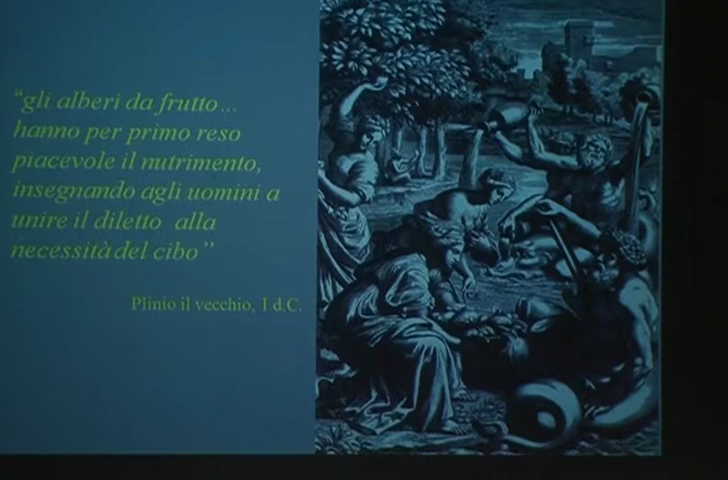 “gli alberi da frutto...
hanno per primo reso
piacevole il nutrimento,
insegnando agli uomini a
unire il diletto alla
necessità del cibo”
Plinio il vecchio, I d.C.